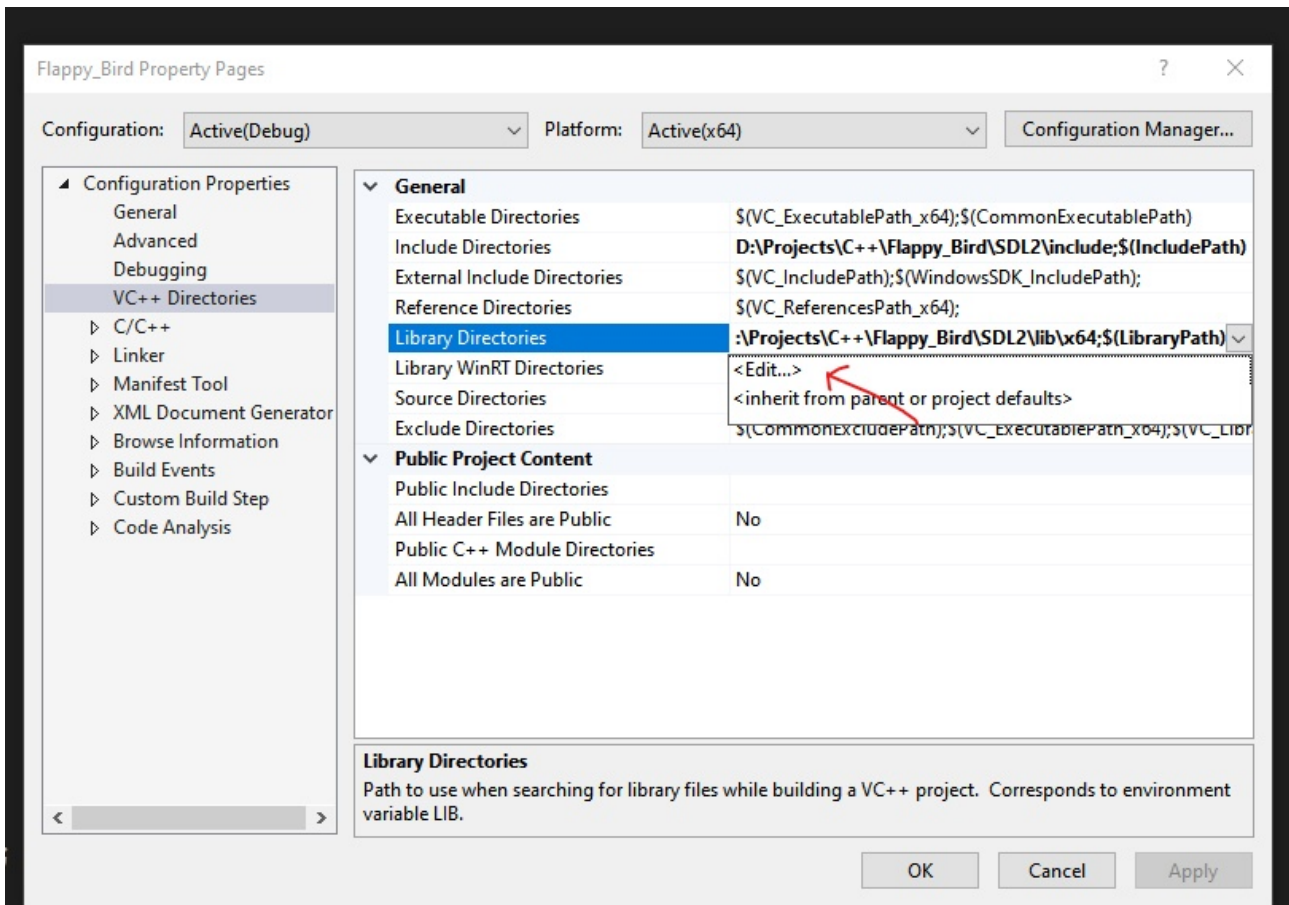 Flappy_Bird Property Pages
Configuration: Active(Debug) Platform: Active(x64) Configuration Manager...
Configuration Properties
General
Advanced
Debugging
VC++ Directories
C/C++
Linker
Manifest Tool
XML Document Generator
Browse Information
Build Events
Custom Build Step
Code Analysis
General
Executable Directories $(VC_ExecutablePath_x64);$(CommonExecutablePath)
Include Directories D:\Projects\C++\Flappy_Bird\SDL2\include;$(IncludePath)
External Include Directories $(VC_IncludePath);$(WindowsSDK_IncludePath);
Reference Directories $(VC_ReferencesPath_x64);
Library Directories :\Projects\C++\Flappy_Bird\SDL2\lib\x64;$(LibraryPath)
Library WinRT Directories <Edit...>
Source Directories <inherit from parent or project defaults>
Exclude Directories $(CommonExcludePath);$(VC_ExecutablePath_x64);$(VC_Libr
Public Project Content
Public Include Directories
All Header Files are Public No
Public C++ Module Directories
All Modules are Public No
Library Directories
Path to use when searching for library files while building a VC++ project. Corresponds to environment
variable LIB.
OK Cancel Apply